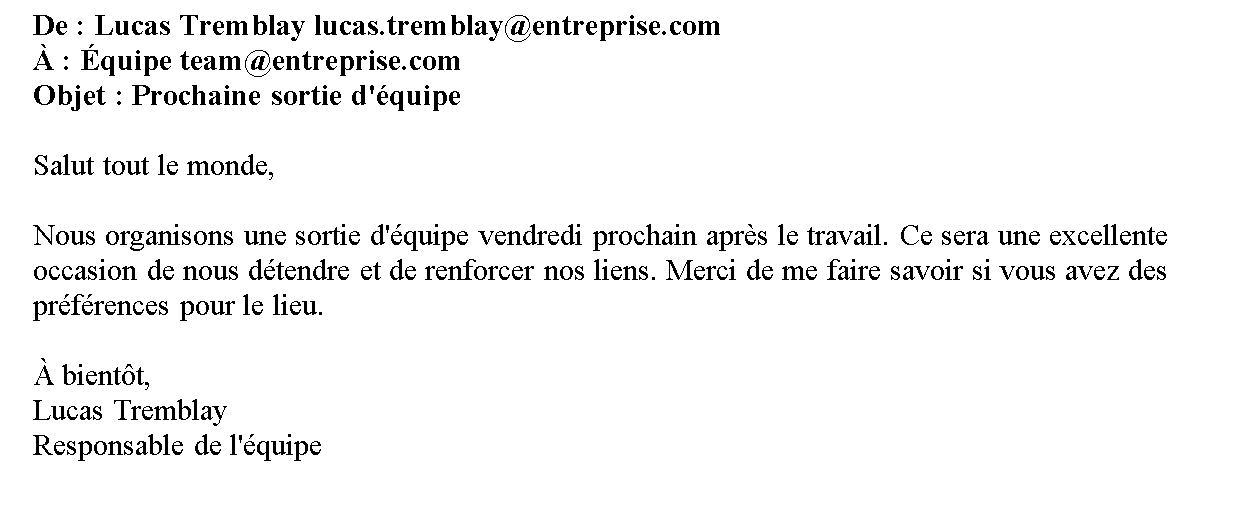 De : Lucas Tremblay lucas.tremblay@entreprise.com
À : Équipe team@entreprise.com
Objet : Prochaine sortie d'équipe
Salut tout le monde,
Nous organisons une sortie d'équipe vendredi prochain après le travail. Ce sera une excellente
occasion de nous détendre et de renforcer nos liens. Merci de me faire savoir si vous avez des
préférences pour le lieu.
À bientôt,
Lucas Tremblay
Responsable de l'équipe